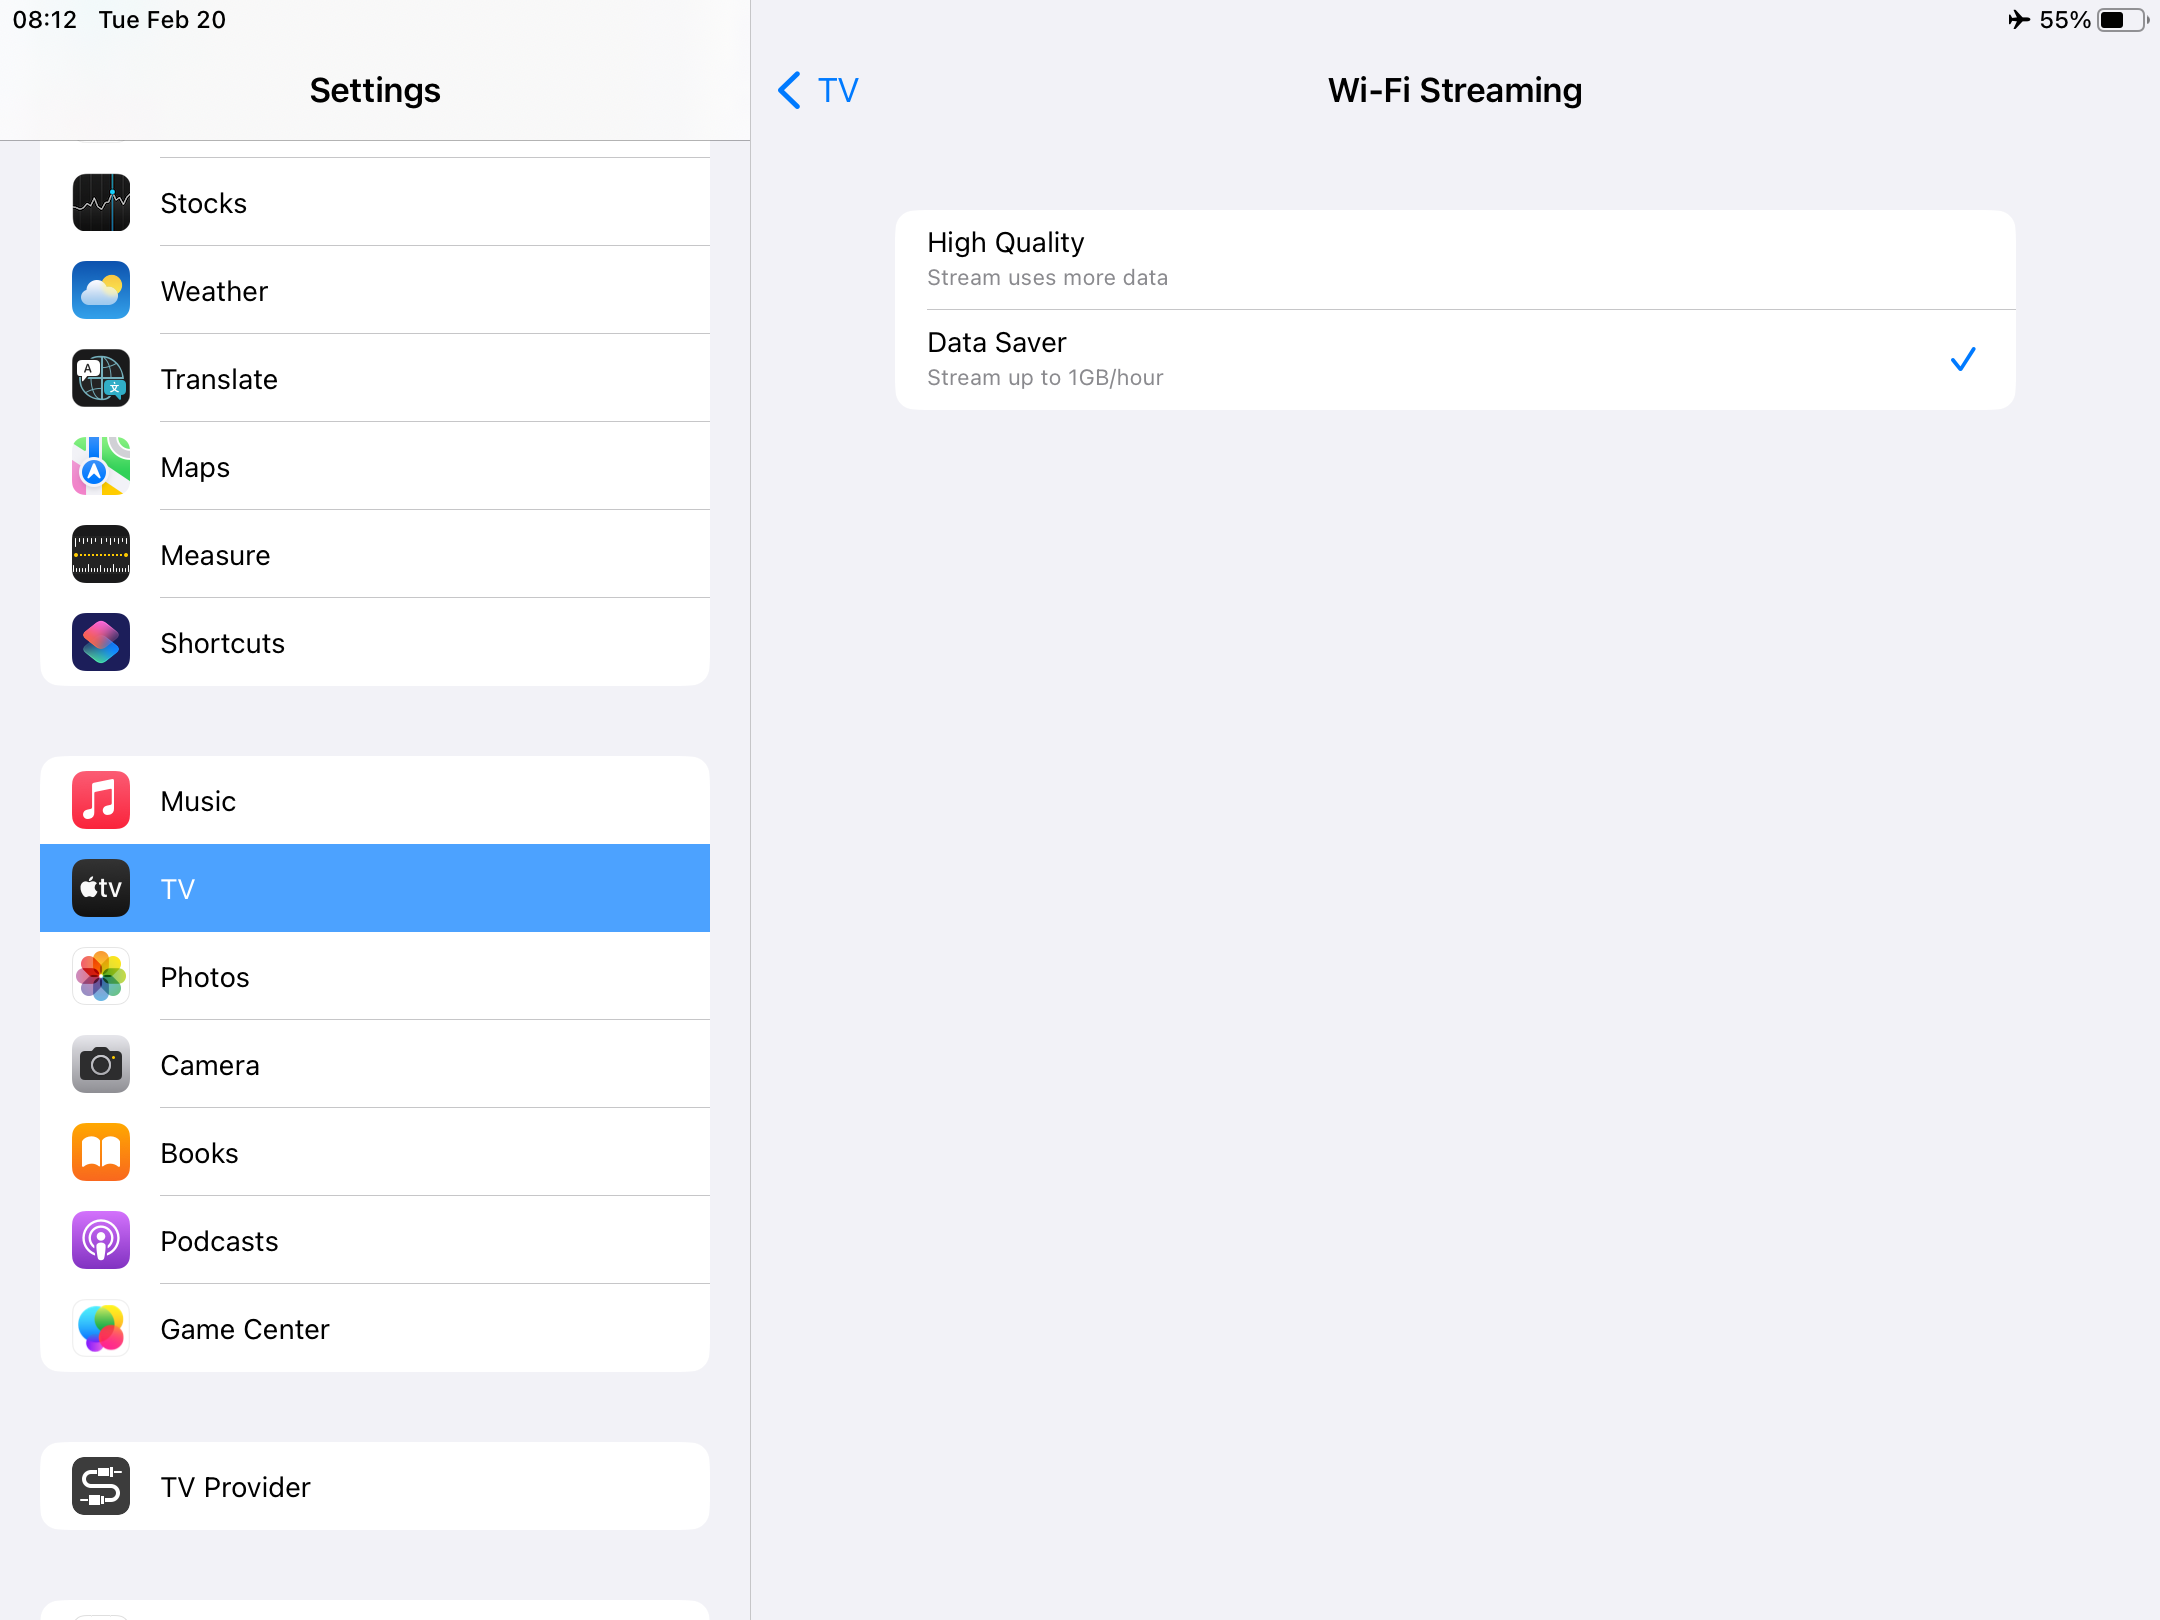 08:12 Tue Feb 20
55%
Settings
Stocks
Weather
A
文
Translate
Maps
Measure
Shortcuts
Music
tv
TV
Photos
Camera
Books
Podcasts
Game Center
TV Provider
TV
Wi-Fi Streaming
High Quality
Stream uses more data
Data Saver
Stream up to 1GB/hour